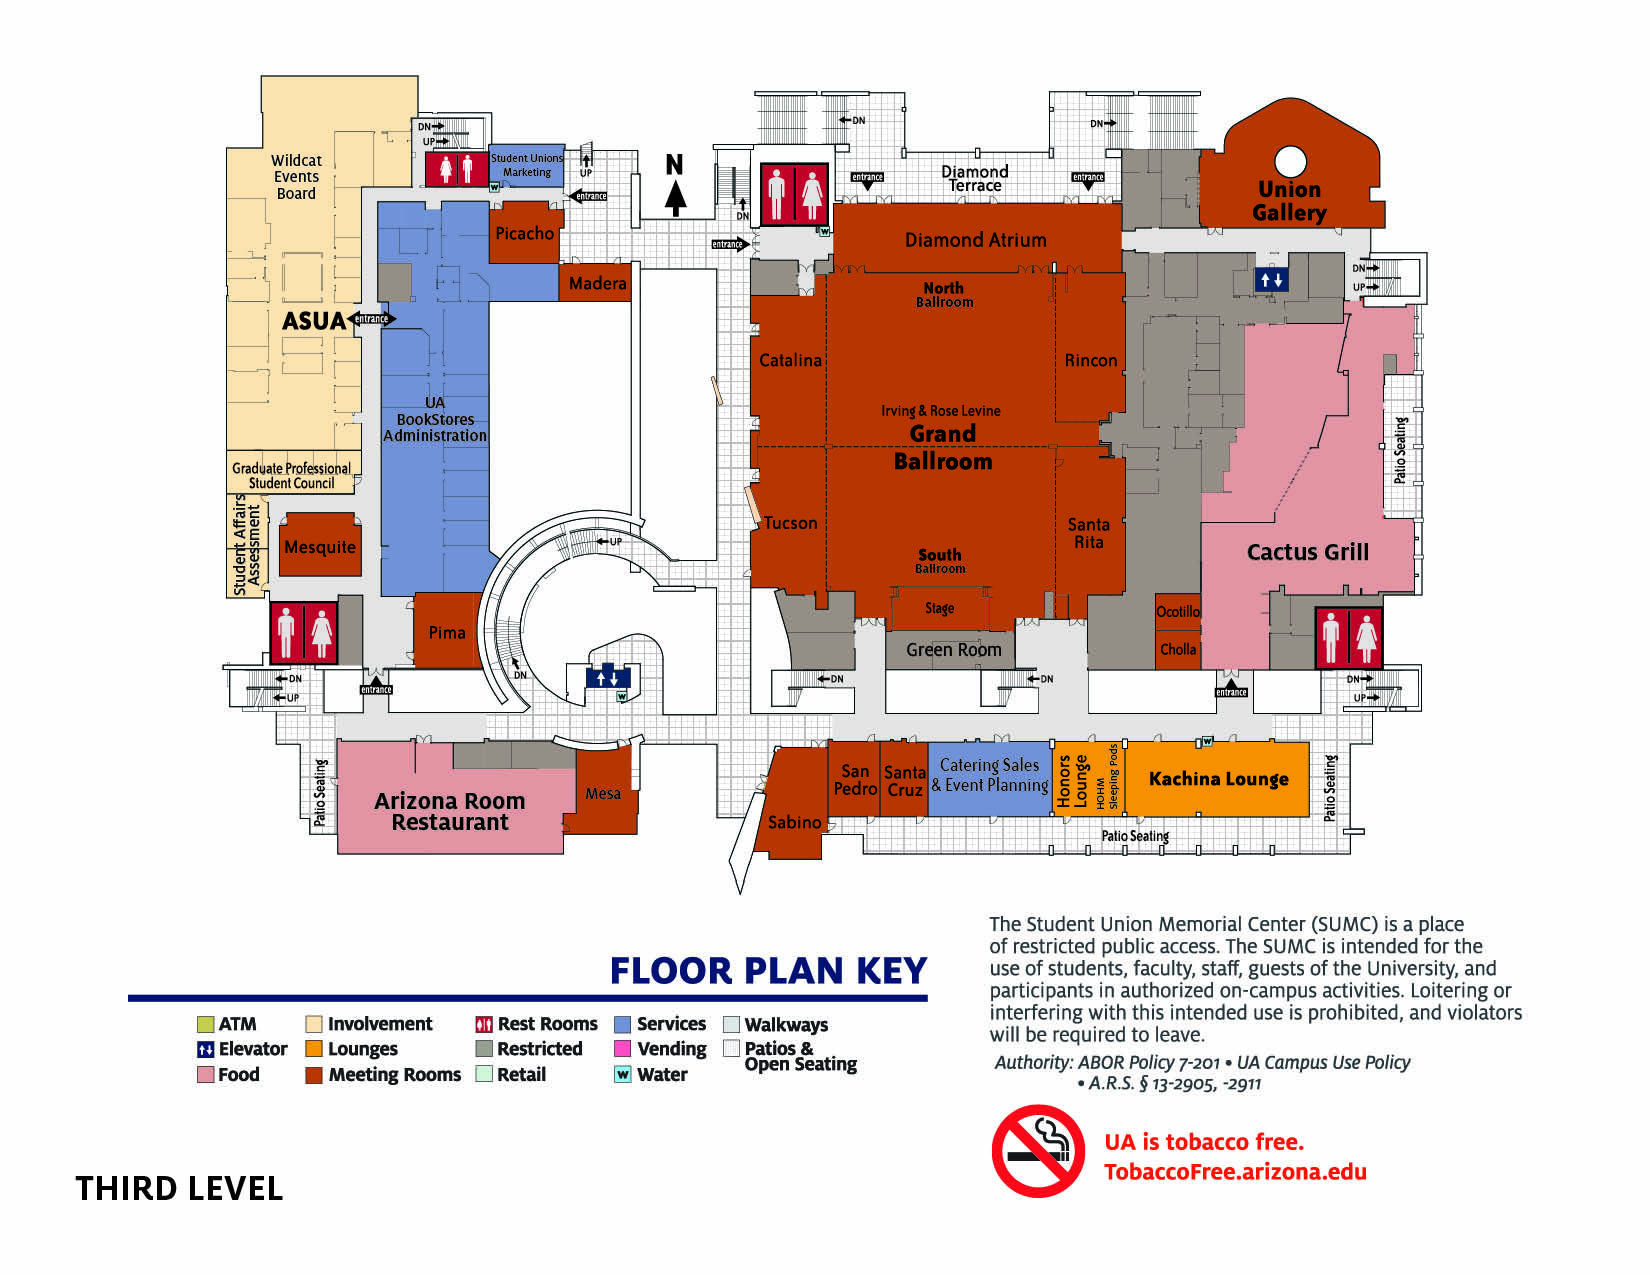 DN
UP
Wildcat
Events
Board
Student Unions
Marketing
W
UP
entrance
Picacho
Madera
ASUA
entrance
UA
BookStores
Administration
Graduate Professional
Student Council
Student Affairs
Assessment
Mesquite
Pima
DN
UP
entrance
UP
DN
W
Patio Seating
Arizona Room
Restaurant
Mesa
N
DN
entrance
W
DN
entrance
Diamond
Terrace
entrance
DN
Diamond Atrium
Union
Gallery
DN
UP
North
Ballroom
Catalina
Rincon
Irving & Rose Levine
Grand
Ballroom
Tucson
Santa
Rita
South
Ballroom
Stage
Green Room
Patio Seating
Cactus Grill
Ocotillo
Cholla
DN
DN
entrance
DN
UP
Sabino
San
Pedro
Santa
Cruz
Catering Sales
& Event Planning
Honors
Lounge
HOHM
Sleeping Pods
W
Kachina Lounge
Patio Seating
Patio Seating
FLOOR PLAN KEY
ATM
Elevator
Food
Involvement
Lounges
Meeting Rooms
Rest Rooms
Restricted
Retail
Services
Vending
W Water
Walkways
Patios &
Open Seating
The Student Union Memorial Center (SUMC) is a place
of restricted public access. The SUMC is intended for the
use of students, faculty, staff, guests of the University, and
participants in authorized on-campus activities. Loitering or
interfering with this intended use is prohibited, and violators
will be required to leave.
Authority: ABOR Policy 7-201 • UA Campus Use Policy
• A.R.S. § 13-2905, -2911
UA is tobacco free.
TobaccoFree.arizona.edu
THIRD LEVEL